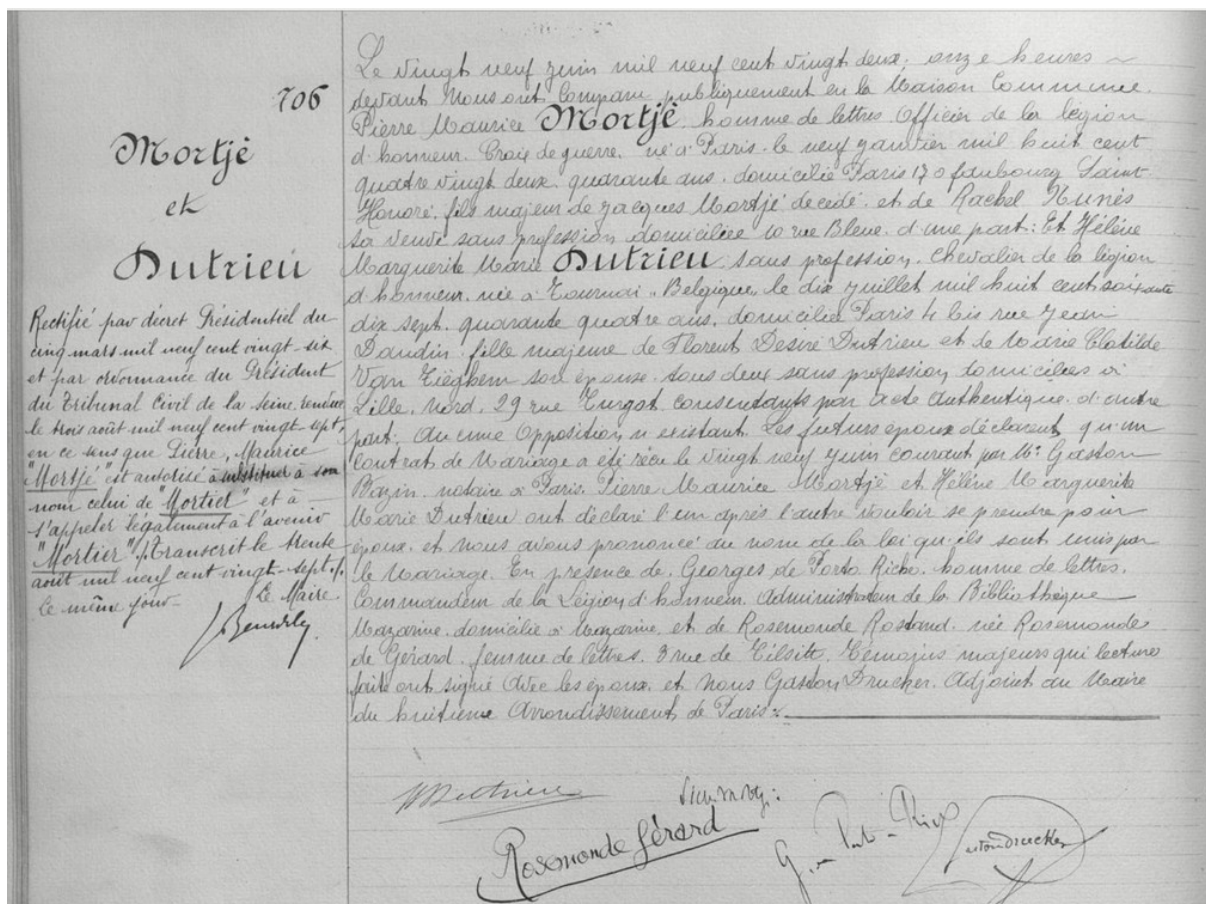 706
Mortjé
et
Dutrieu
Rectifié par décret Présidentiel du
cinq mars mil neuf cent vingt-six
et par ordonnance du Président
du Tribunal Civil de la Seine, rendue
le trois août mil neuf cent vingt-sept,
en ce sens que Pierre, Maurice
"Mortjé" est autorisé à substituer à son
nom celui de "Mortier" et à
s'appeler légalement à l'avenir
"Mortier" /. Transcrit le trente
août mil neuf cent vingt-sept. /.
le même jour Le Maire.
Le vingt neuf juin mil neuf cent vingt deux, onze heures
devant Nous ont Comparu publiquement en la Maison Commune.
Pierre Maurice Mortjé, homme de lettres Officier de la légion
d'honneur. Croix de guerre. né à Paris. le neuf janvier mil huit cent
quatre vingt deux. quarante ans. domicilié Paris 170 faubourg Saint-
Honoré. fils majeur de Jacques Mortjé decédé. et de Rachel Nunès
sa veuve sans profession domiciliée 10 rue Bleue. d'une part: Et Hélène
Marguerite Marie Dutrieu, sans profession. Chevalier de la légion
d'honneur. née à Tournai "Belgique" le dix juillet mil huit cent soixante
dix sept. quarante quatre ans. domiciliée Paris 4 bis rue Jean
Daudin. fille majeure de Florent Désiré Dutrieu et de Marie Clotilde
Van Tiéghem son épouse. tous deux sans profession domiciliés à
Lille. Nord. 29 rue Turgot consentants par acte authentique. d'autre
part. Aucune Opposition n'existant. Les futurs epoux déclarent qu'un
Contrat de Mariage a été réçu le vingt neuf juin courant par Me Gaston
Bazin. notaire à Paris. Pierre Maurice Mortjé et Hélène Marguerite
Marie Dutrieu ont déclaré l'un après l'autre vouloir se prendre pour
époux. et nous avons prononcé au nom de la loi qu'ils sont unis par
le Mariage. En présence de. Georges de Porto Riche. homme de lettres.
Commandeur de la Légion d'honneur. Administrateur de la Bibliothèque
Mazarine. domicilié à Mazarine. et de Rosemonde Rostand. née Rosemonde
de Gérard. femme de lettres. 3 rue de Tilsitt. Témoins majeurs qui lecture
faite ont signé avec les époux. et Nous Gaston Drucker. Adjoint au Maire
du huitieme Arrondissement de Paris.
Rosemonde Gérard
Gaston Drucker